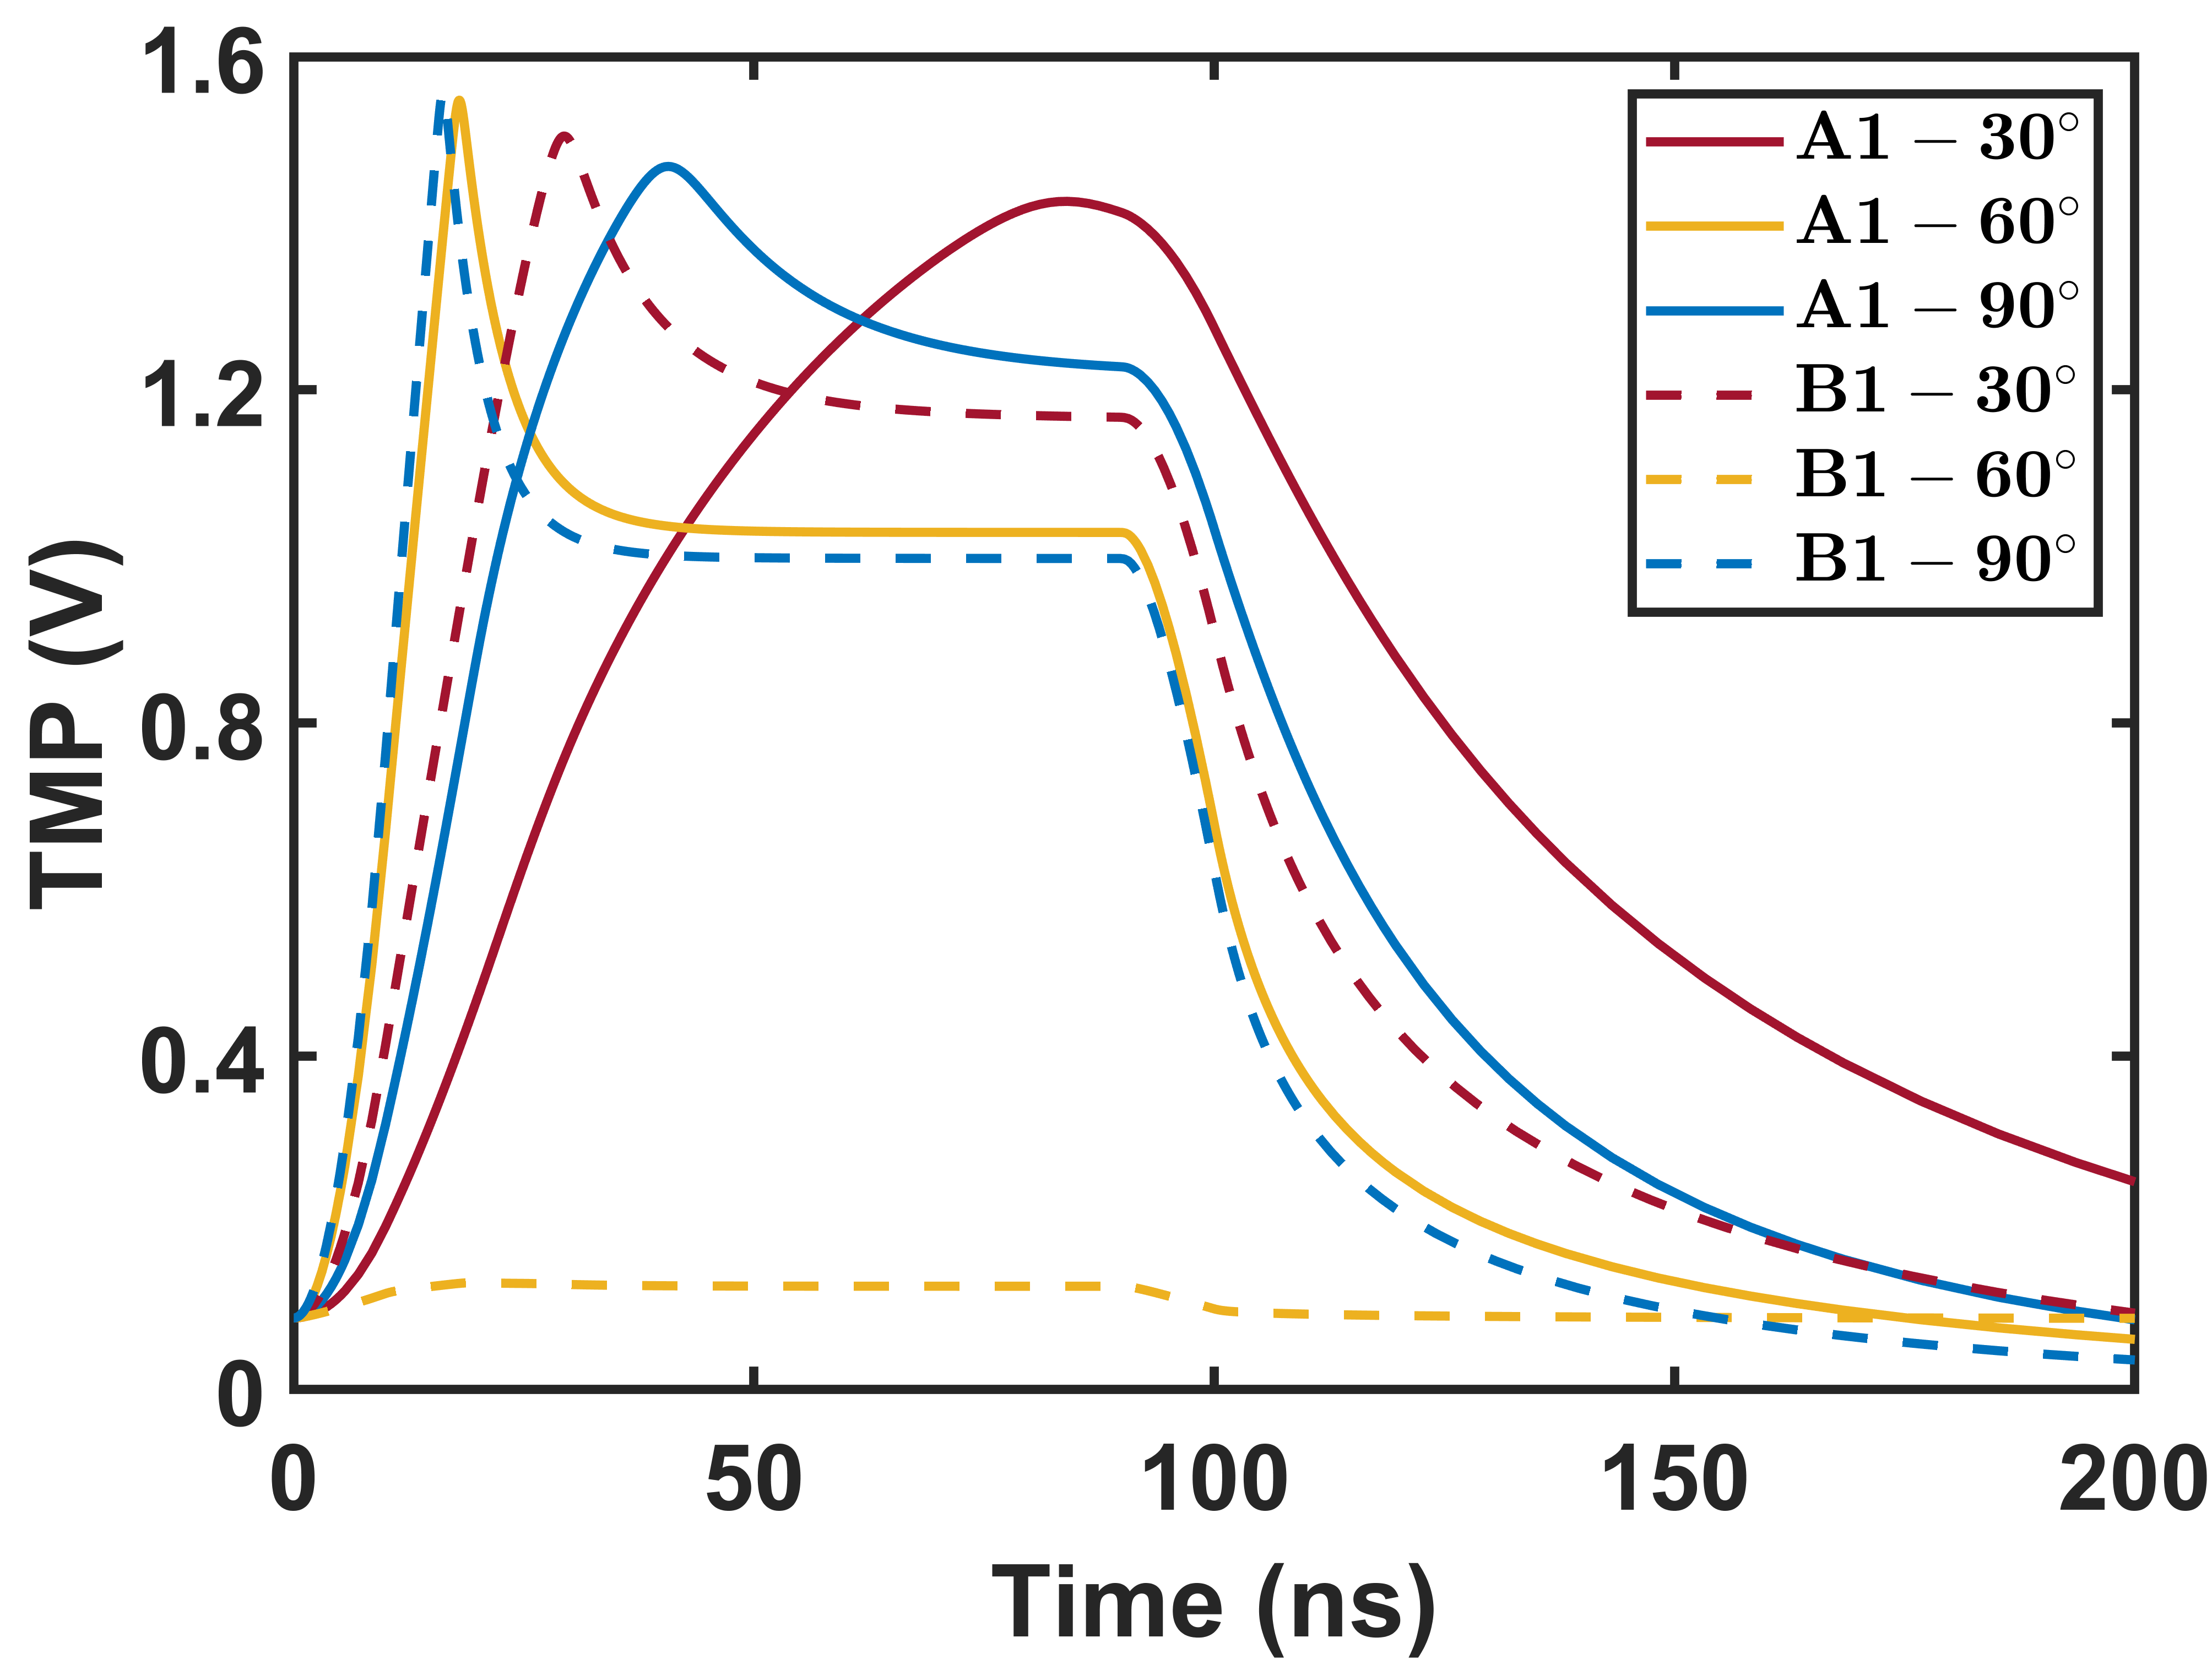 1.6
1.2
0.8
0.4
0
TMP (V)
A1 – 30°
A1 – 60°
A1 – 90°
B1 – 30°
B1 – 60°
B1 – 90°
0 50 100 150 200
Time (ns)